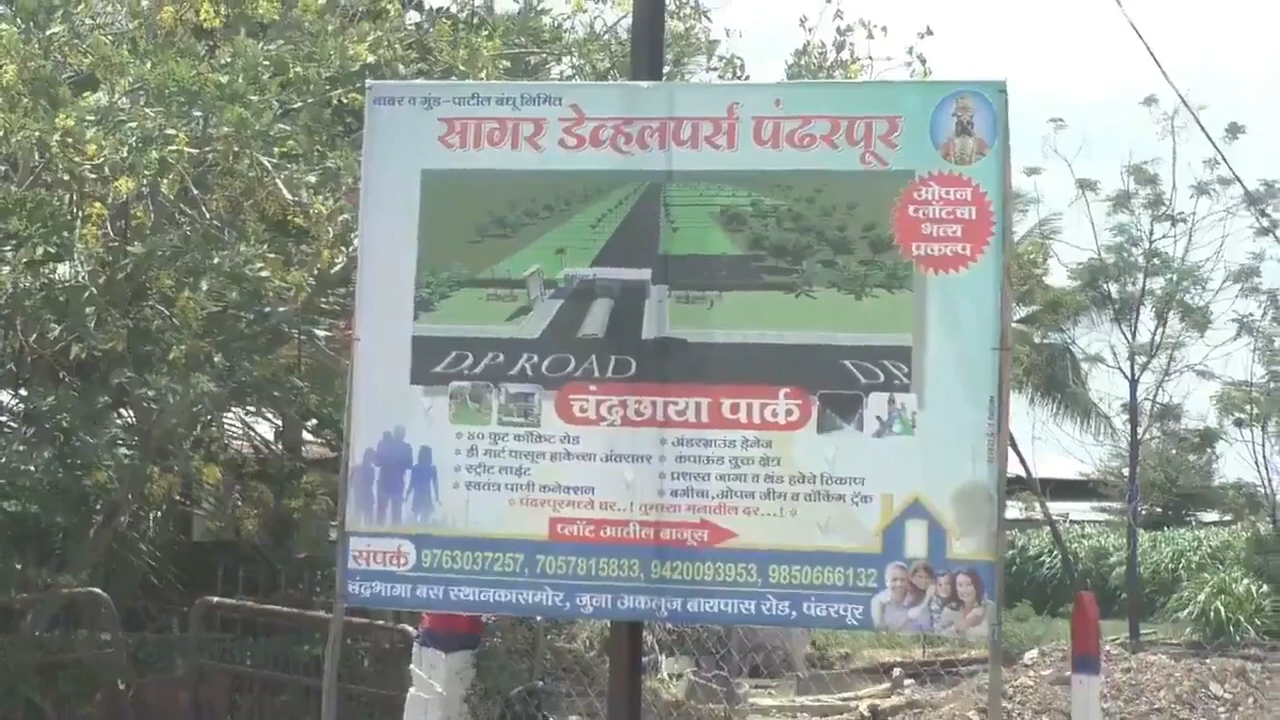 बाबर व गुंड-पाटील बंधू निर्मित
सागर डेव्हलपर्स पंढरपूर
ओपन
प्लॉटचा
भव्य
प्रकल्प
D.P ROAD
D.P.
चंद्रछाया पार्क
* ४० फुट काँक्रिट रोड
* डी मार्ट पासून हाकेच्या अंतरावर
* स्ट्रीट लाईट
* स्वतंत्र पाणी कनेक्शन
* अंडरग्राउंड ड्रेनेज
* कंपाऊंड युक्त क्षेत्र
* प्रशस्त जागा व थंड हवेचे ठिकाण
* बगीचा, ओपन जीम व वॉकिंग ट्रॅक
* पंढरपूरमध्ये घर..! तुमच्या मनातील दर...! *
प्लॉट आतील बाजूस
संपर्क 9763037257, 7057815833, 9420093953, 9850666132
चंद्रभागा बस स्थानकासमोर, जुना अकलुज बायपास रोड, पंढरपूर